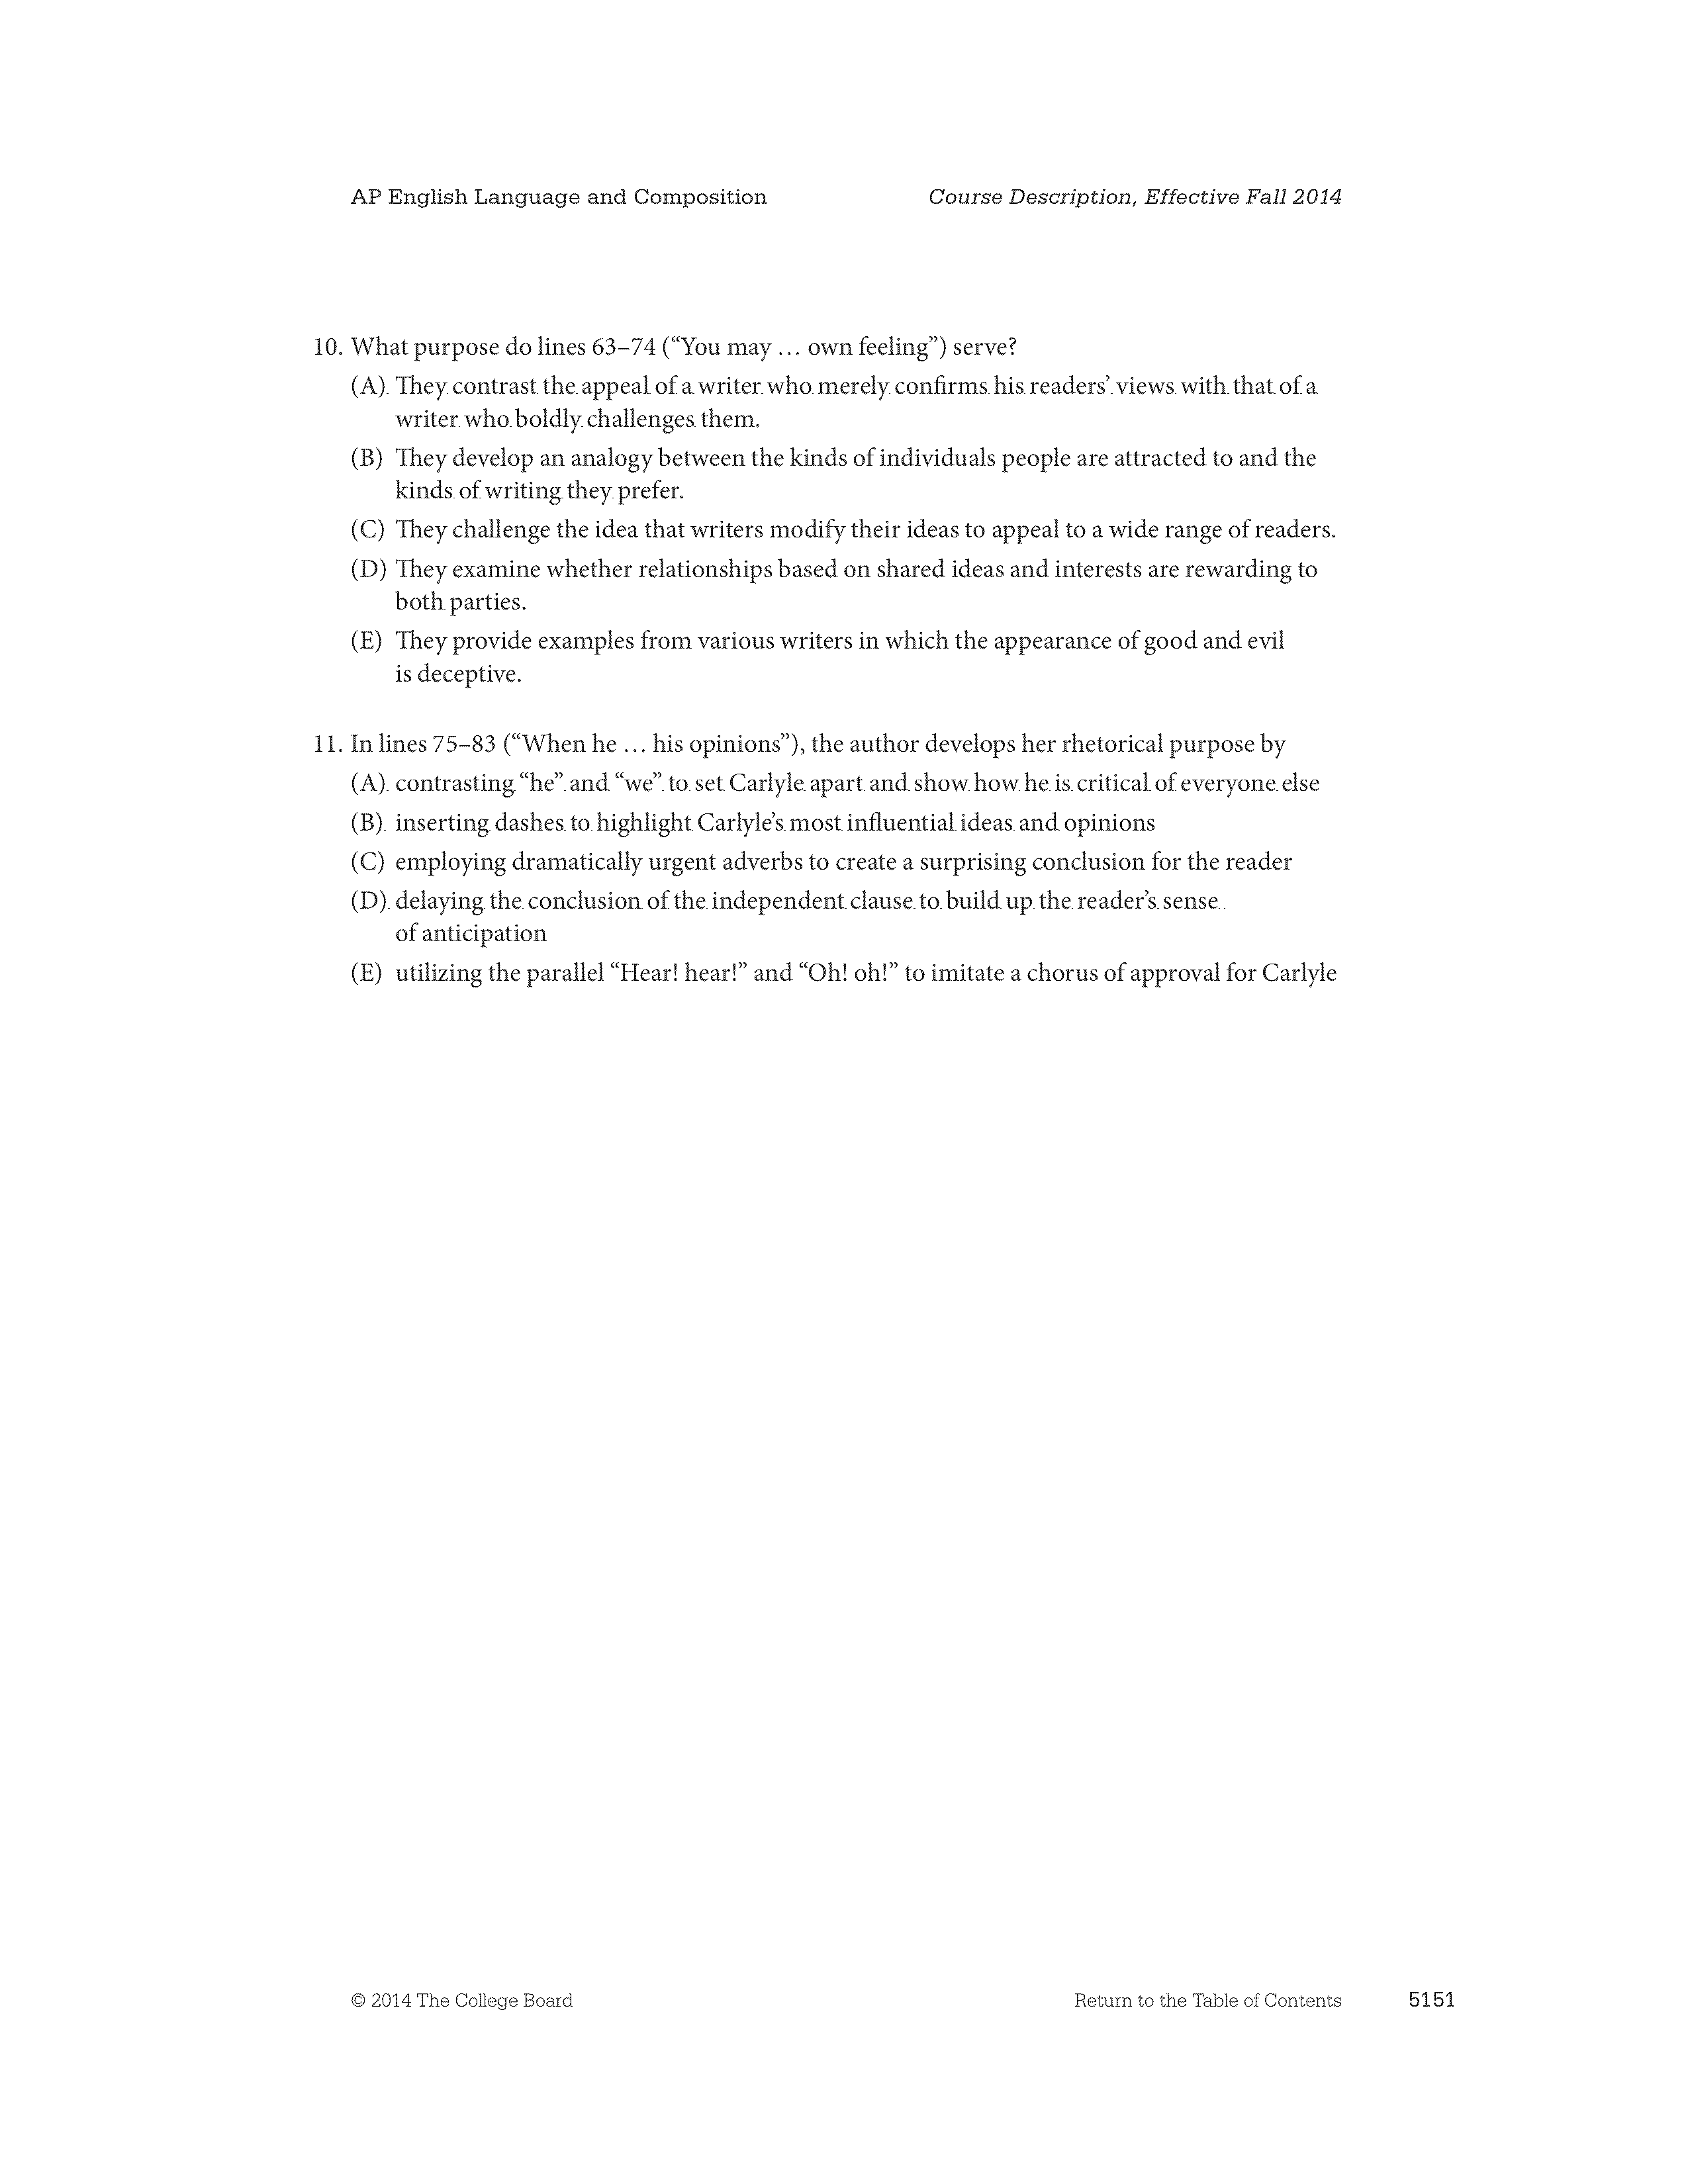 AP English Language and Composition
Course Description, Effective Fall 2014
10. What purpose do lines 63–74 (“You may … own feeling”) serve?
(A). They contrast the appeal of a writer who merely confirms his readers’ views with that of a
writer who boldly challenges them.
(B) They develop an analogy between the kinds of individuals people are attracted to and the
kinds of writing they prefer.
(C) They challenge the idea that writers modify their ideas to appeal to a wide range of readers.
(D) They examine whether relationships based on shared ideas and interests are rewarding to
both parties.
(E) They provide examples from various writers in which the appearance of good and evil
is deceptive.
11. In lines 75–83 (“When he … his opinions”), the author develops her rhetorical purpose by
(A). contrasting “he” and “we” to set Carlyle apart and show how he is critical of everyone else
(B). inserting dashes to highlight Carlyle’s most influential ideas and opinions
(C) employing dramatically urgent adverbs to create a surprising conclusion for the reader
(D). delaying the conclusion of the independent clause to build up the reader’s sense
of anticipation
(E) utilizing the parallel “Hear! hear!” and “Oh! oh!” to imitate a chorus of approval for Carlyle
© 2014 The College Board
Return to the Table of Contents
5151